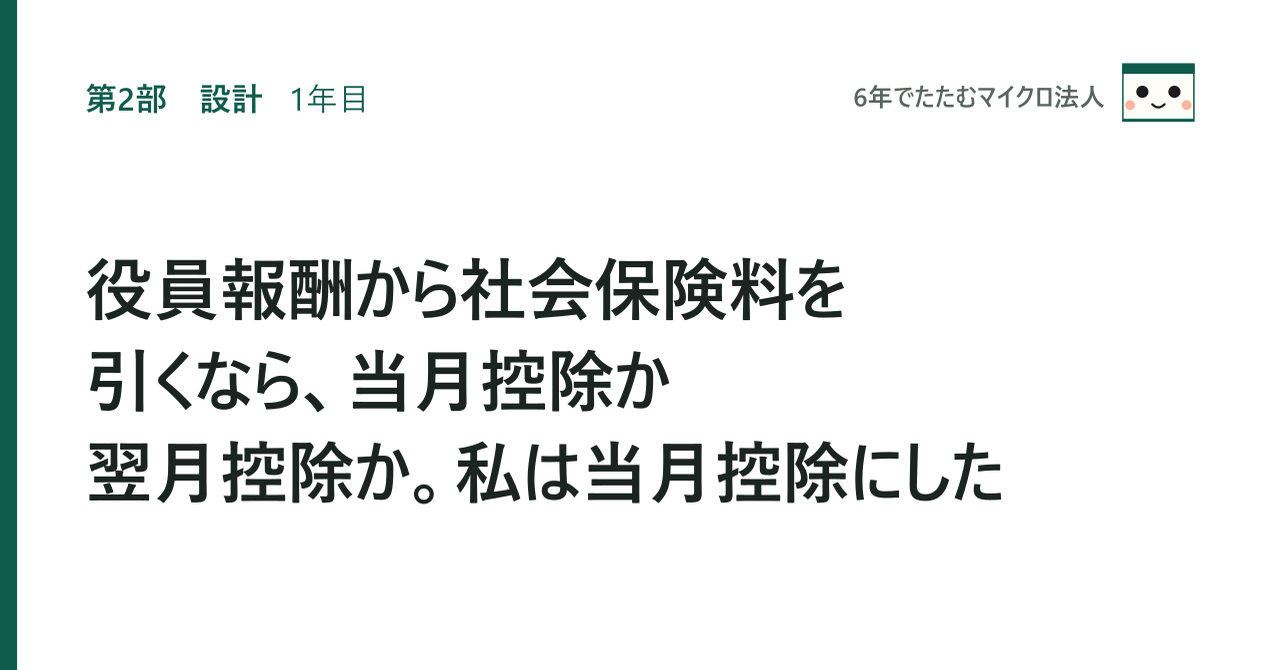 第2部　設計　1年目
6年でたたむマイクロ法人
役員報酬から社会保険料を
引くなら、当月控除か
翌月控除か。私は当月控除にした